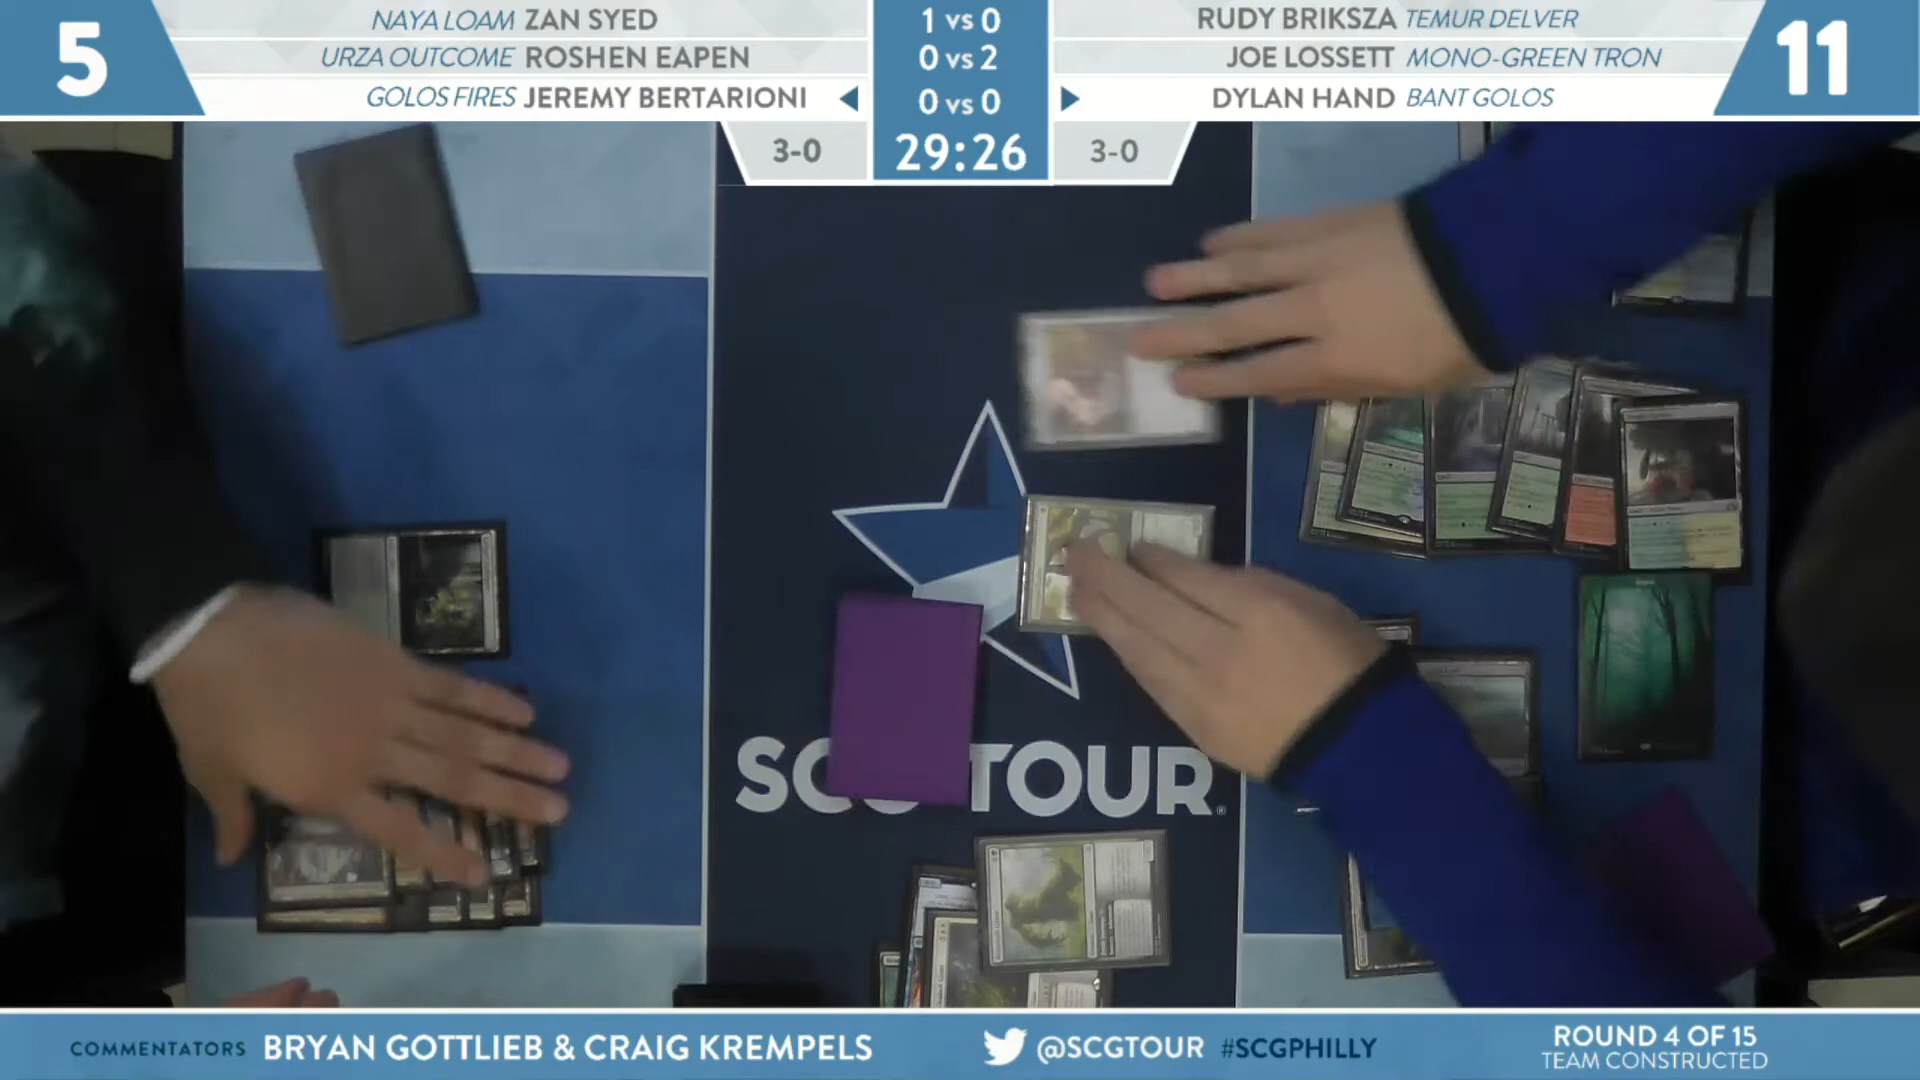 5
NAYA LOAM ZAN SYED
URZA OUTCOME ROSHEN EAPEN
GOLOS FIRES JEREMY BERTARIONI
1 vs 0
0 vs 2
0 vs 0
RUDY BRIKSZA TEMUR DELVER
JOE LOSSETT MONO-GREEN TRON
DYLAN HAND BANT GOLOS
11
3-0
29:26
3-0
TOUR
COMMENTATORS BRYAN GOTTLIEB & CRAIG KREMPELS
@SCGTOUR #SCGPHILLY
ROUND 4 OF 15
TEAM CONSTRUCTED